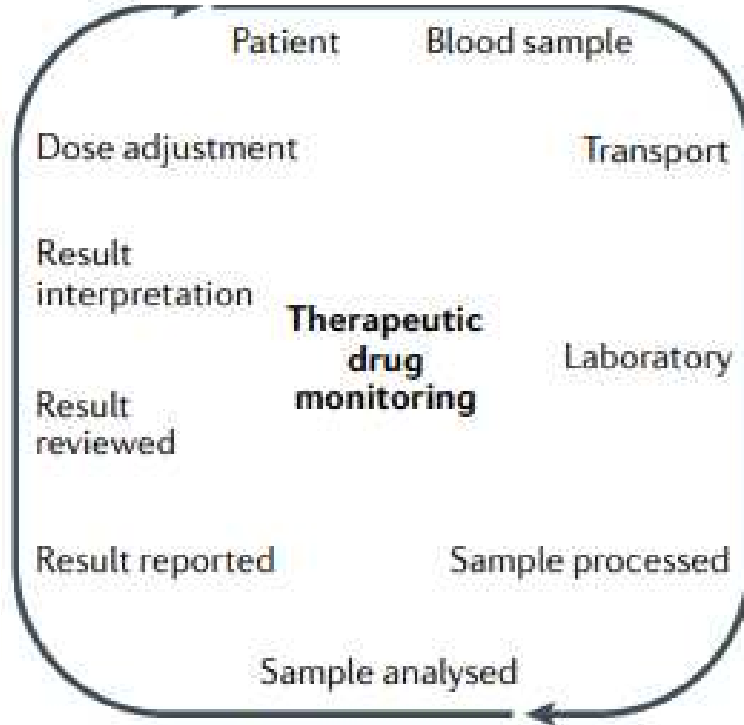 Patient
Blood sample
Dose adjustment
Transport
Result
interpretation
Therapeutic
drug
monitoring
Laboratory
Result
reviewed
Result reported
Sample processed
Sample analysed